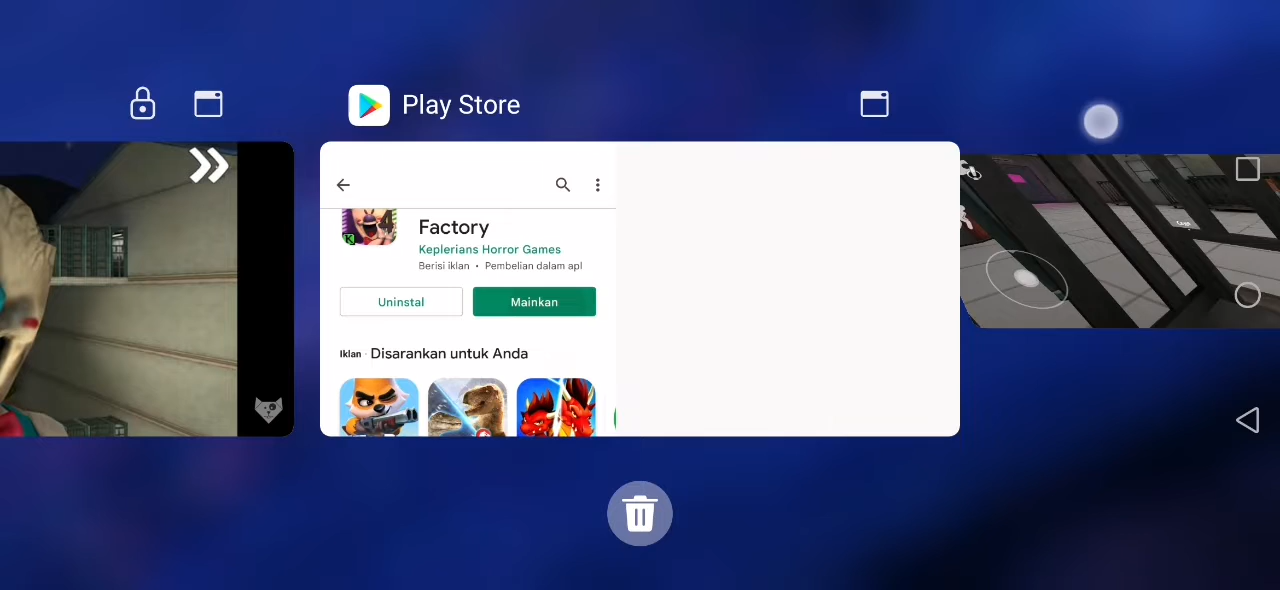 Play Store
Factory
Keplerians Horror Games
Berisi iklan • Pembelian dalam apl
Uninstal
Mainkan
Iklan · Disarankan untuk Anda